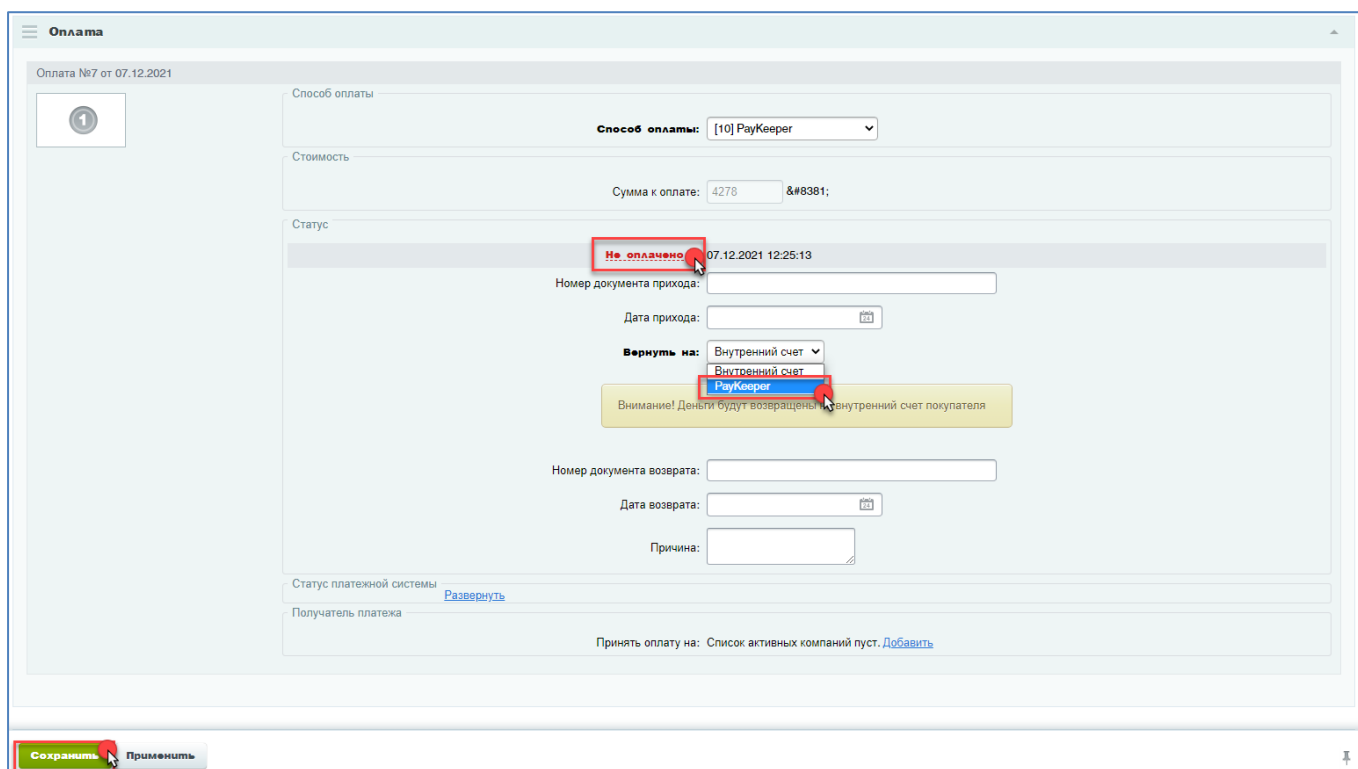 Оплата
Оплата №7 от 07.12.2021
1
Способ оплаты
Способ оплаты: [10] PayKeeper
Стоимость
Сумма к оплате: 4278 &#8381;
Статус
Не оплачено 07.12.2021 12:25:13
Номер документа прихода:
Дата прихода: 24
Вернуть на: Внутренний счет
Внутренний счет
PayKeeper
Внимание! Деньги будут возвращены внутренний счет покупателя
Номер документа возврата:
Дата возврата: 24
Причина:
Статус платежной системы
Развернуть
Получатель платежа
Принять оплату на: Список активных компаний пуст. Добавить
Сохранить Применить